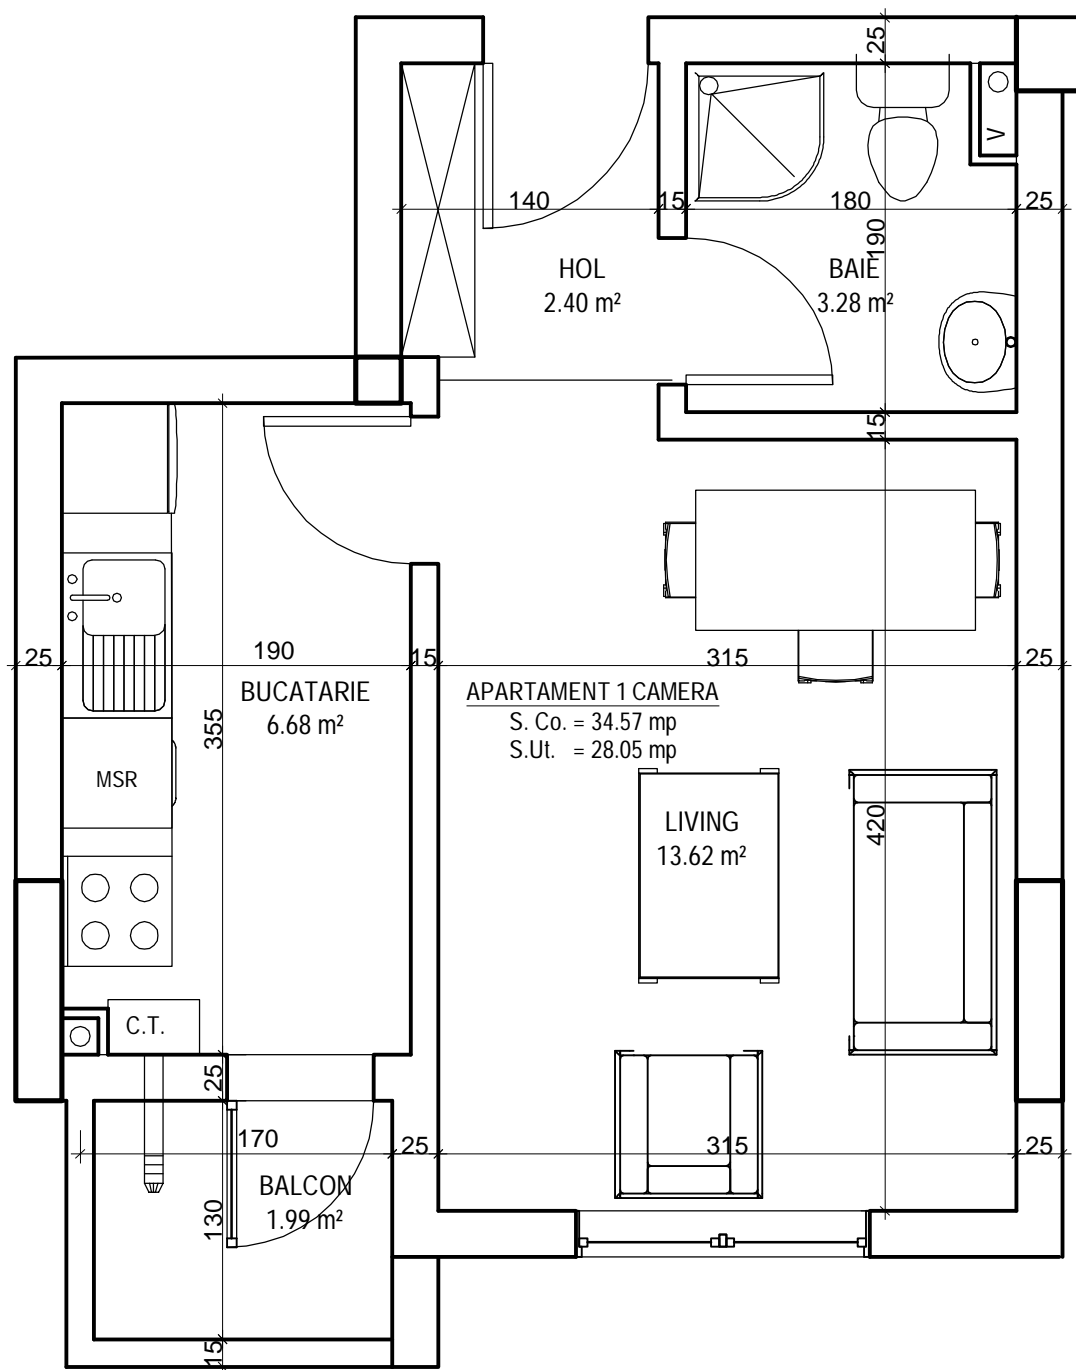 25
V
140
15
180
25
190
HOL
2.40 m²
BAIE
3.28 m²
15
25
190
15
315
25
BUCATARIE
6.68 m²
355
APARTAMENT 1 CAMERA
S. Co. = 34.57 mp
S.Ut. = 28.05 mp
MSR
LIVING
13.62 m²
420
C.T.
25
170
25
315
25
BALCON
1.99 m²
130
15